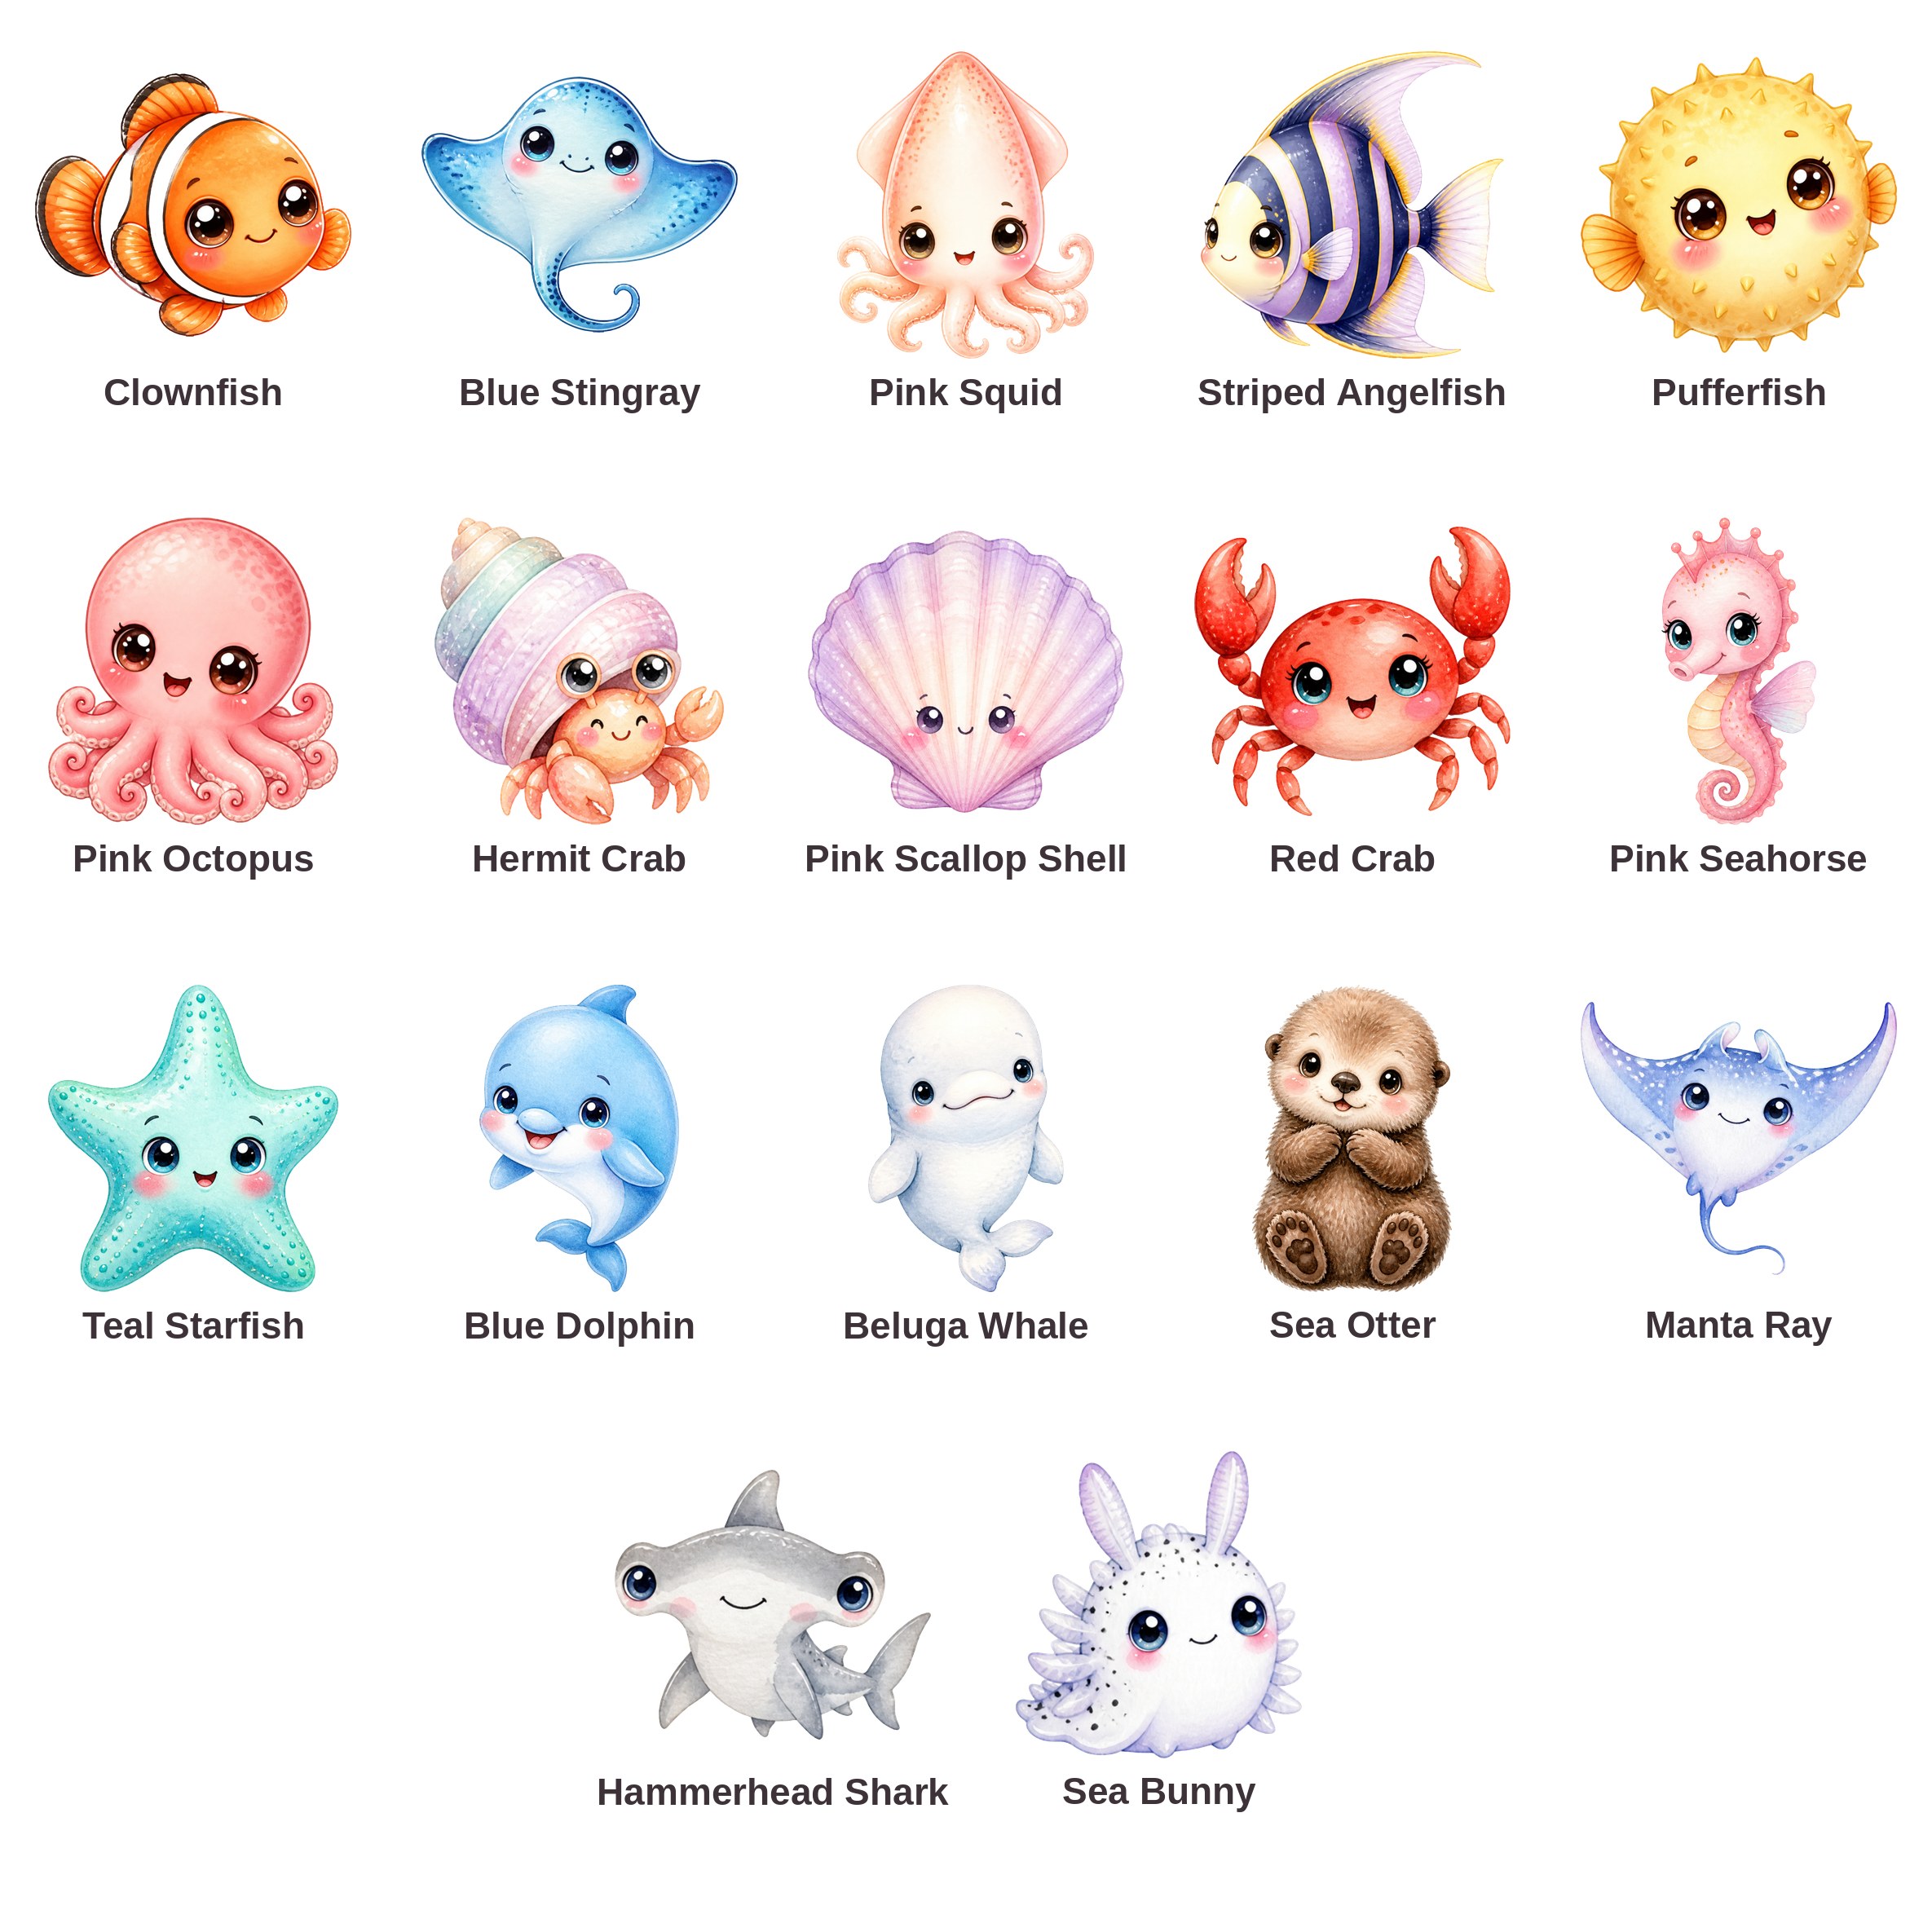 Clownfish
Blue Stingray
Pink Squid
Striped Angelfish
Pufferfish
Pink Octopus
Hermit Crab
Pink Scallop Shell
Red Crab
Pink Seahorse
Teal Starfish
Blue Dolphin
Beluga Whale
Sea Otter
Manta Ray
Hammerhead Shark
Sea Bunny